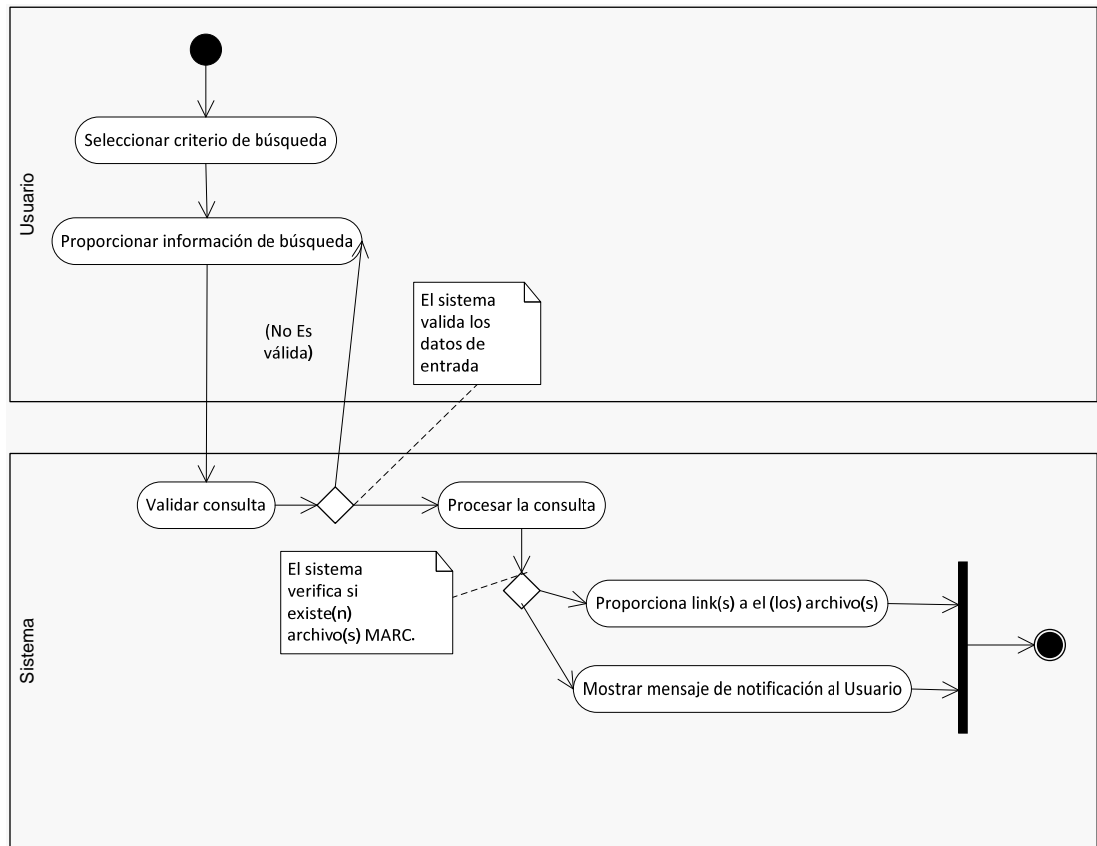 Usuario
Seleccionar criterio de búsqueda
Proporcionar información de búsqueda
(No Es
válida)
El sistema
valida los
datos de
entrada
Sistema
Validar consulta
Procesar la consulta
El sistema
verifica si
existe(n)
archivo(s) MARC.
Proporciona link(s) a el (los) archivo(s)
Mostrar mensaje de notificación al Usuario